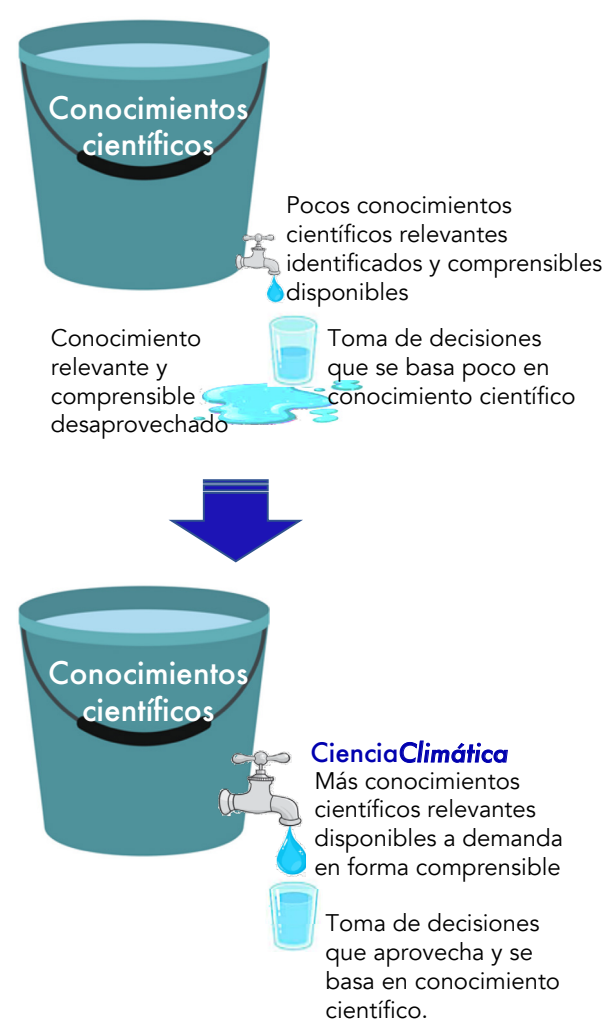 Conocimientos
científicos
Pocos conocimientos
científicos relevantes
identificados y comprensibles
disponibles
Conocimiento
relevante y
comprensible
desaprovechado
Toma de decisiones
que se basa poco en
conocimiento científico
Conocimientos
científicos
CienciaClimática
Más conocimientos
científicos relevantes
disponibles a demanda
en forma comprensible
Toma de decisiones
que aprovecha y se
basa en conocimiento
científico.